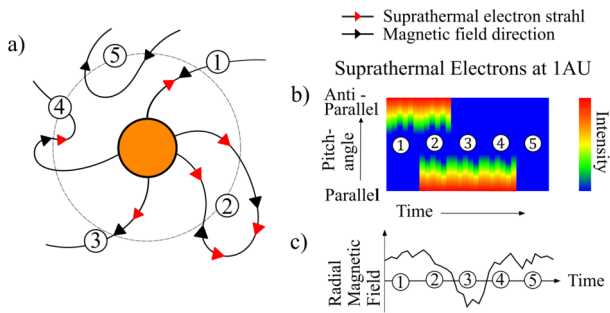 Suprathermal electron strahl
Magnetic field direction
a)
5
1
4
2
3
Suprathermal Electrons at 1AU
b)
Anti -
Parallel
Pitch-
angle
Parallel
1 2 3 4 5
Time
Intensity
c)
Radial
Magnetic
Field
1 2 3 4 5
Time